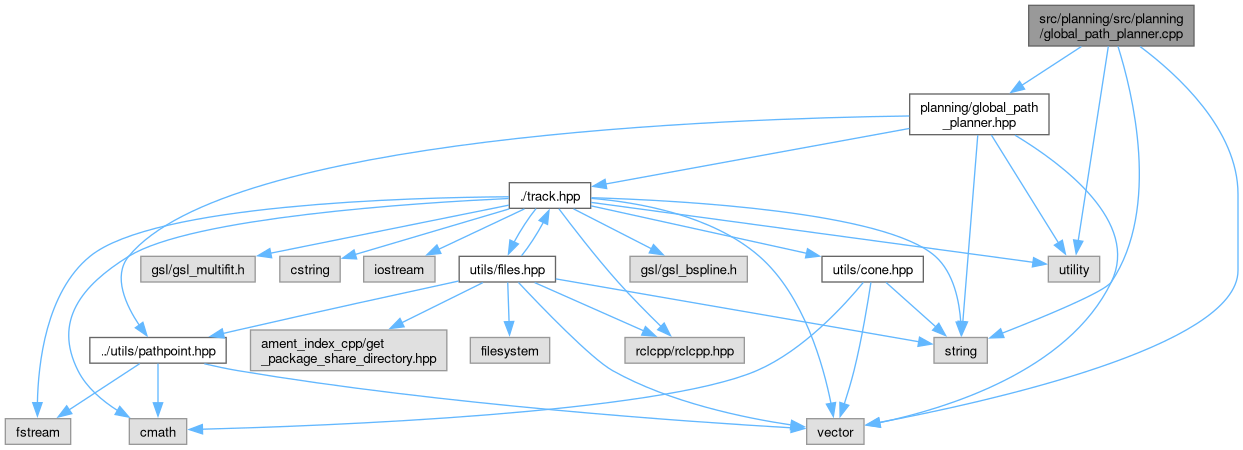 src/planning/src/planning
/global_path_planner.cpp
planning/global_path
_planner.hpp
./track.hpp
gsl/gsl_multifit.h
cstring
iostream
utils/files.hpp
gsl/gsl_bspline.h
utils/cone.hpp
utility
../utils/pathpoint.hpp
ament_index_cpp/get
_package_share_directory.hpp
filesystem
rclcpp/rclcpp.hpp
string
fstream
cmath
vector